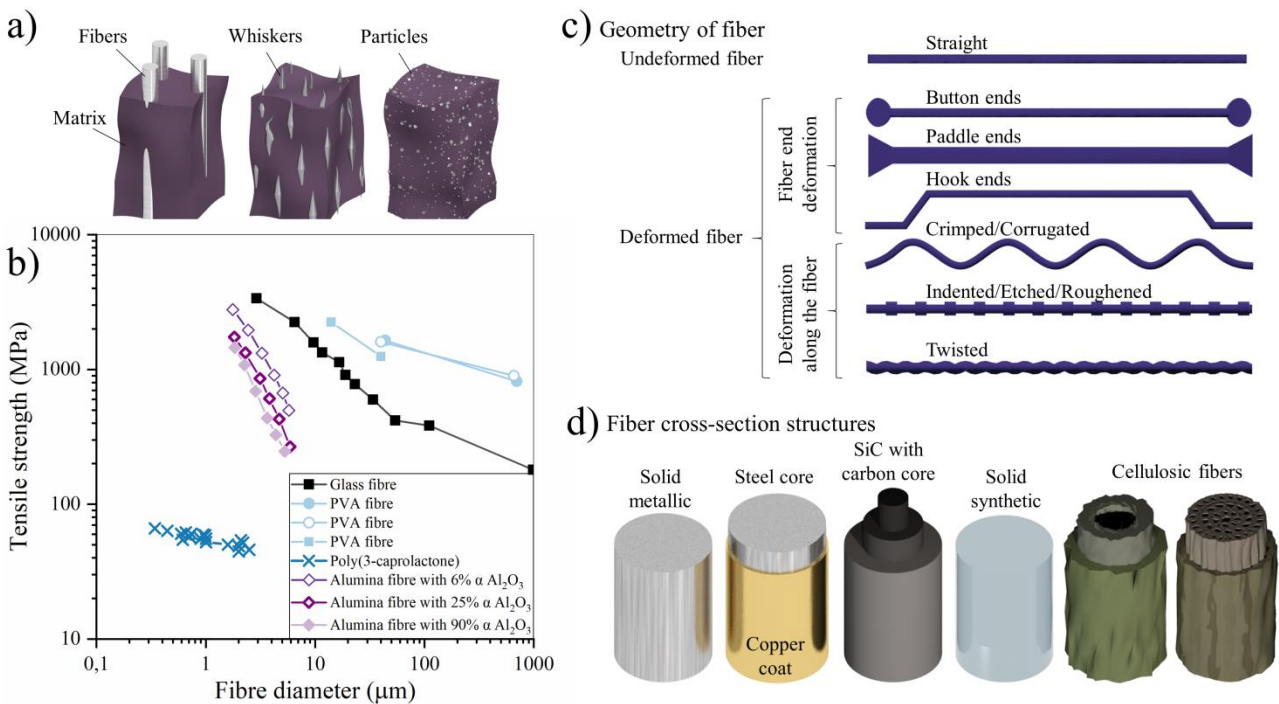 a)
Fibers
Whiskers
Particles
Matrix
b)
Tensile strength (MPa)
10000
1000
100
10
0,1
1
10
100
1000
Fibre diameter (μm)
Glass fibre
PVA fibre
PVA fibre
PVA fibre
Poly(3-caprolactone)
Alumina fibre with 6% α Al₂O₃
Alumina fibre with 25% α Al₂O₃
Alumina fibre with 90% α Al₂O₃
c) Geometry of fiber
Undeformed fiber
Straight
Deformed fiber
Fiber end
deformation
Button ends
Paddle ends
Hook ends
Deformation
along the fiber
Crimped/Corrugated
Indented/Etched/Roughened
Twisted
d) Fiber cross-section structures
Solid
metallic
Steel core
Copper
coat
SiC with
carbon core
Solid
synthetic
Cellulosic fibers